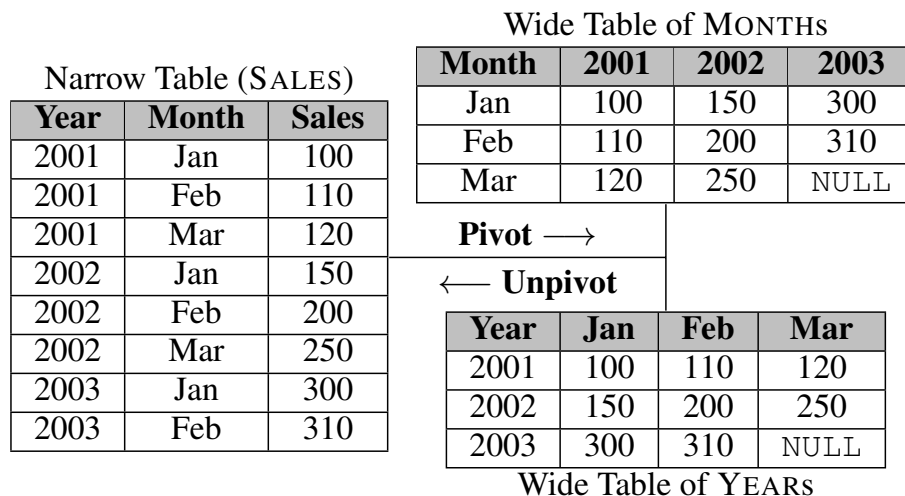 Narrow Table (SALES)
Year Month Sales
2001 Jan 100
2001 Feb 110
2001 Mar 120
2002 Jan 150
2002 Feb 200
2002 Mar 250
2003 Jan 300
2003 Feb 310
Wide Table of MONTHS
Month 2001 2002 2003
Jan 100 150 300
Feb 110 200 310
Mar 120 250 NULL
Pivot ⟶
⟵ Unpivot
Year Jan Feb Mar
2001 100 110 120
2002 150 200 250
2003 300 310 NULL
Wide Table of YEARS